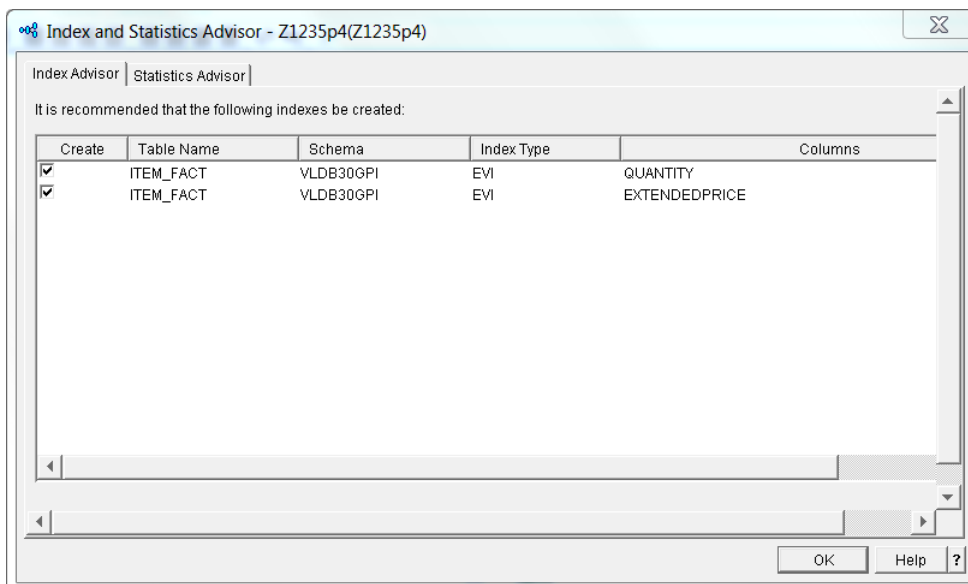 Index and Statistics Advisor - Z1235p4(Z1235p4)
Index Advisor Statistics Advisor
It is recommended that the following indexes be created:
Create Table Name Schema Index Type Columns
ITEM_FACT VLDB30GPI EVI QUANTITY
ITEM_FACT VLDB30GPI EVI EXTENDEDPRICE
OK Help ?